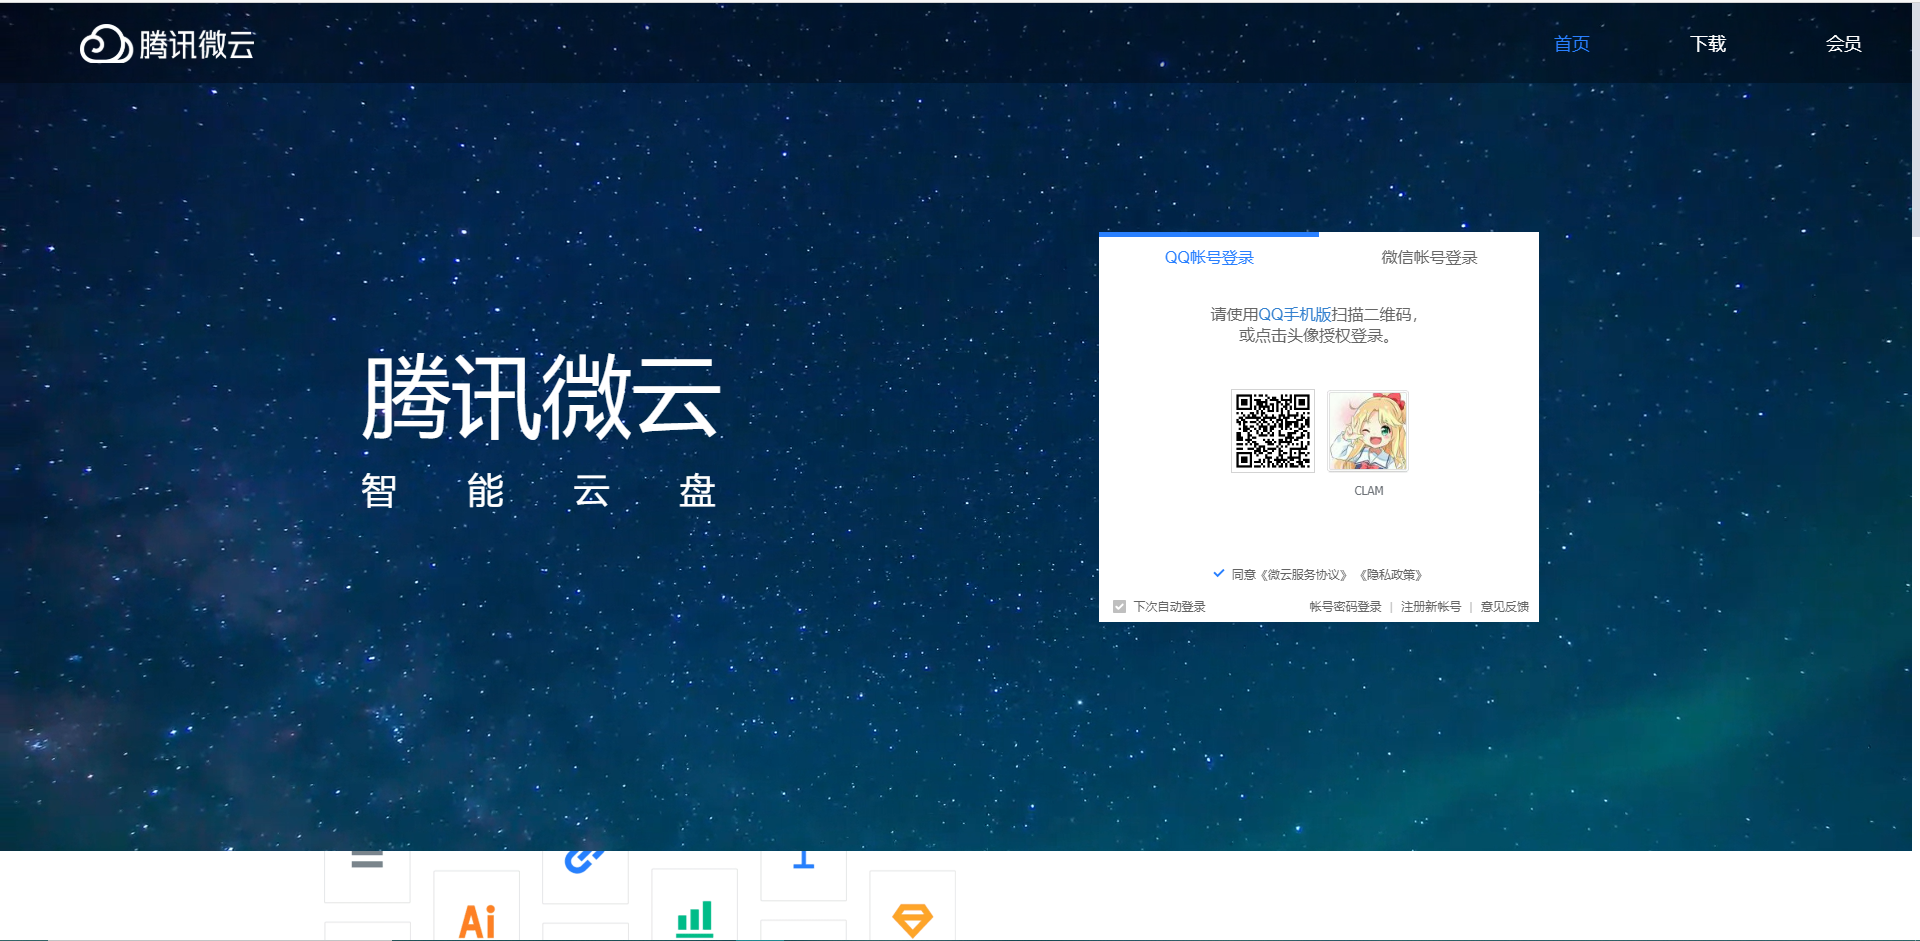 腾讯微云
首页 下载 会员
QQ帐号登录 微信帐号登录
请使用QQ手机版扫描二维码，
或点击头像授权登录。
腾讯微云
智能云盘
CLAM
同意《微云服务协议》《隐私政策》
下次自动登录 帐号密码登录 | 注册新帐号 | 意见反馈
Ai